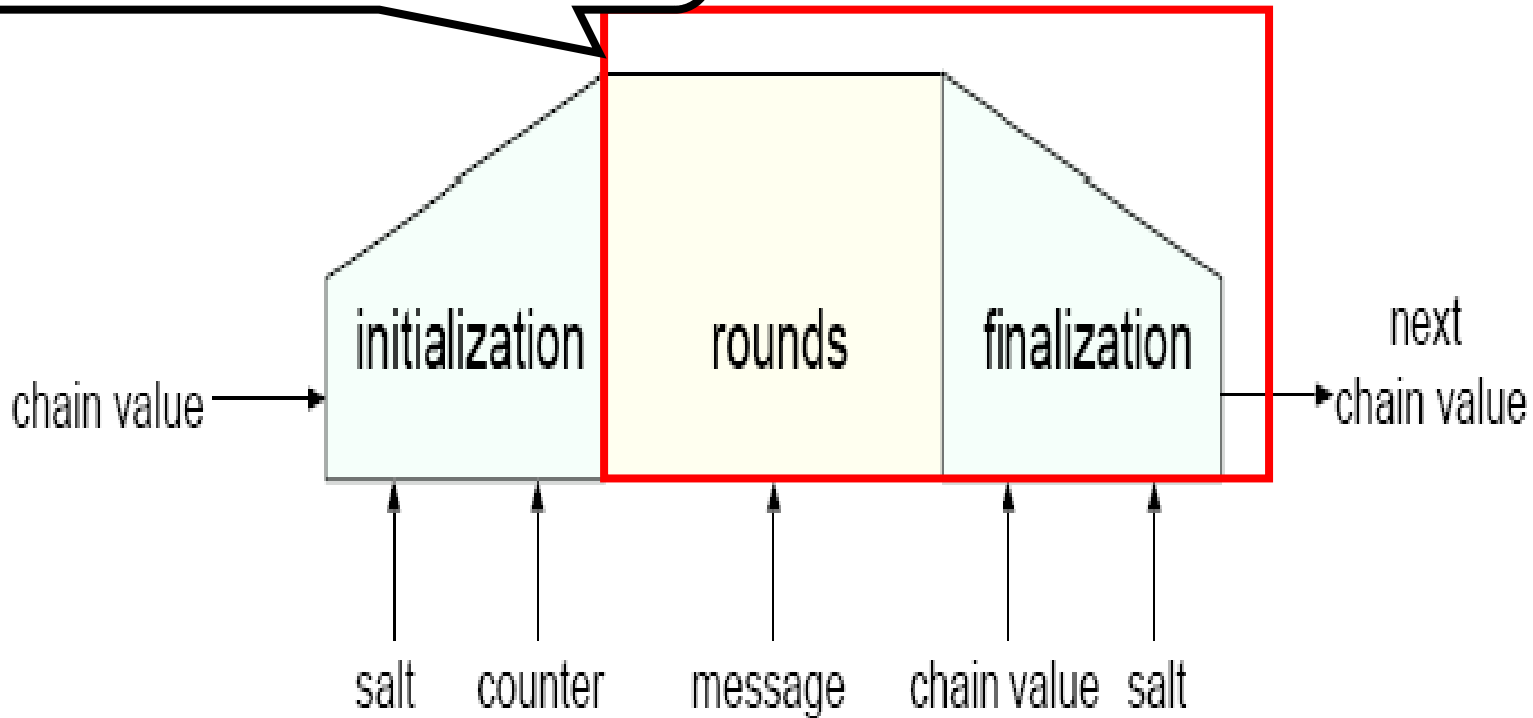 initialization
rounds
finalization
chain value
next
chain value
salt
counter
message
chain value
salt